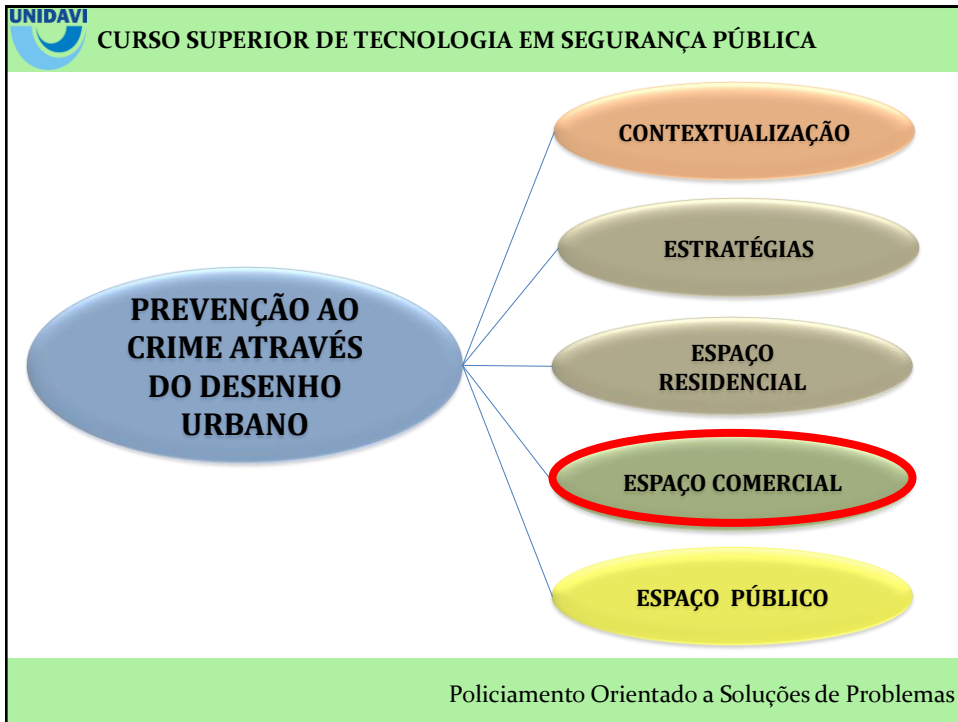 UNIDAVI
CURSO SUPERIOR DE TECNOLOGIA EM SEGURANÇA PÚBLICA
CONTEXTUALIZAÇÃO
ESTRATÉGIAS
PREVENÇÃO AO
CRIME ATRAVÉS
DO DESENHO
URBANO
ESPAÇO
RESIDENCIAL
ESPAÇO COMERCIAL
ESPAÇO PÚBLICO
Policiamento Orientado a Soluções de Problemas